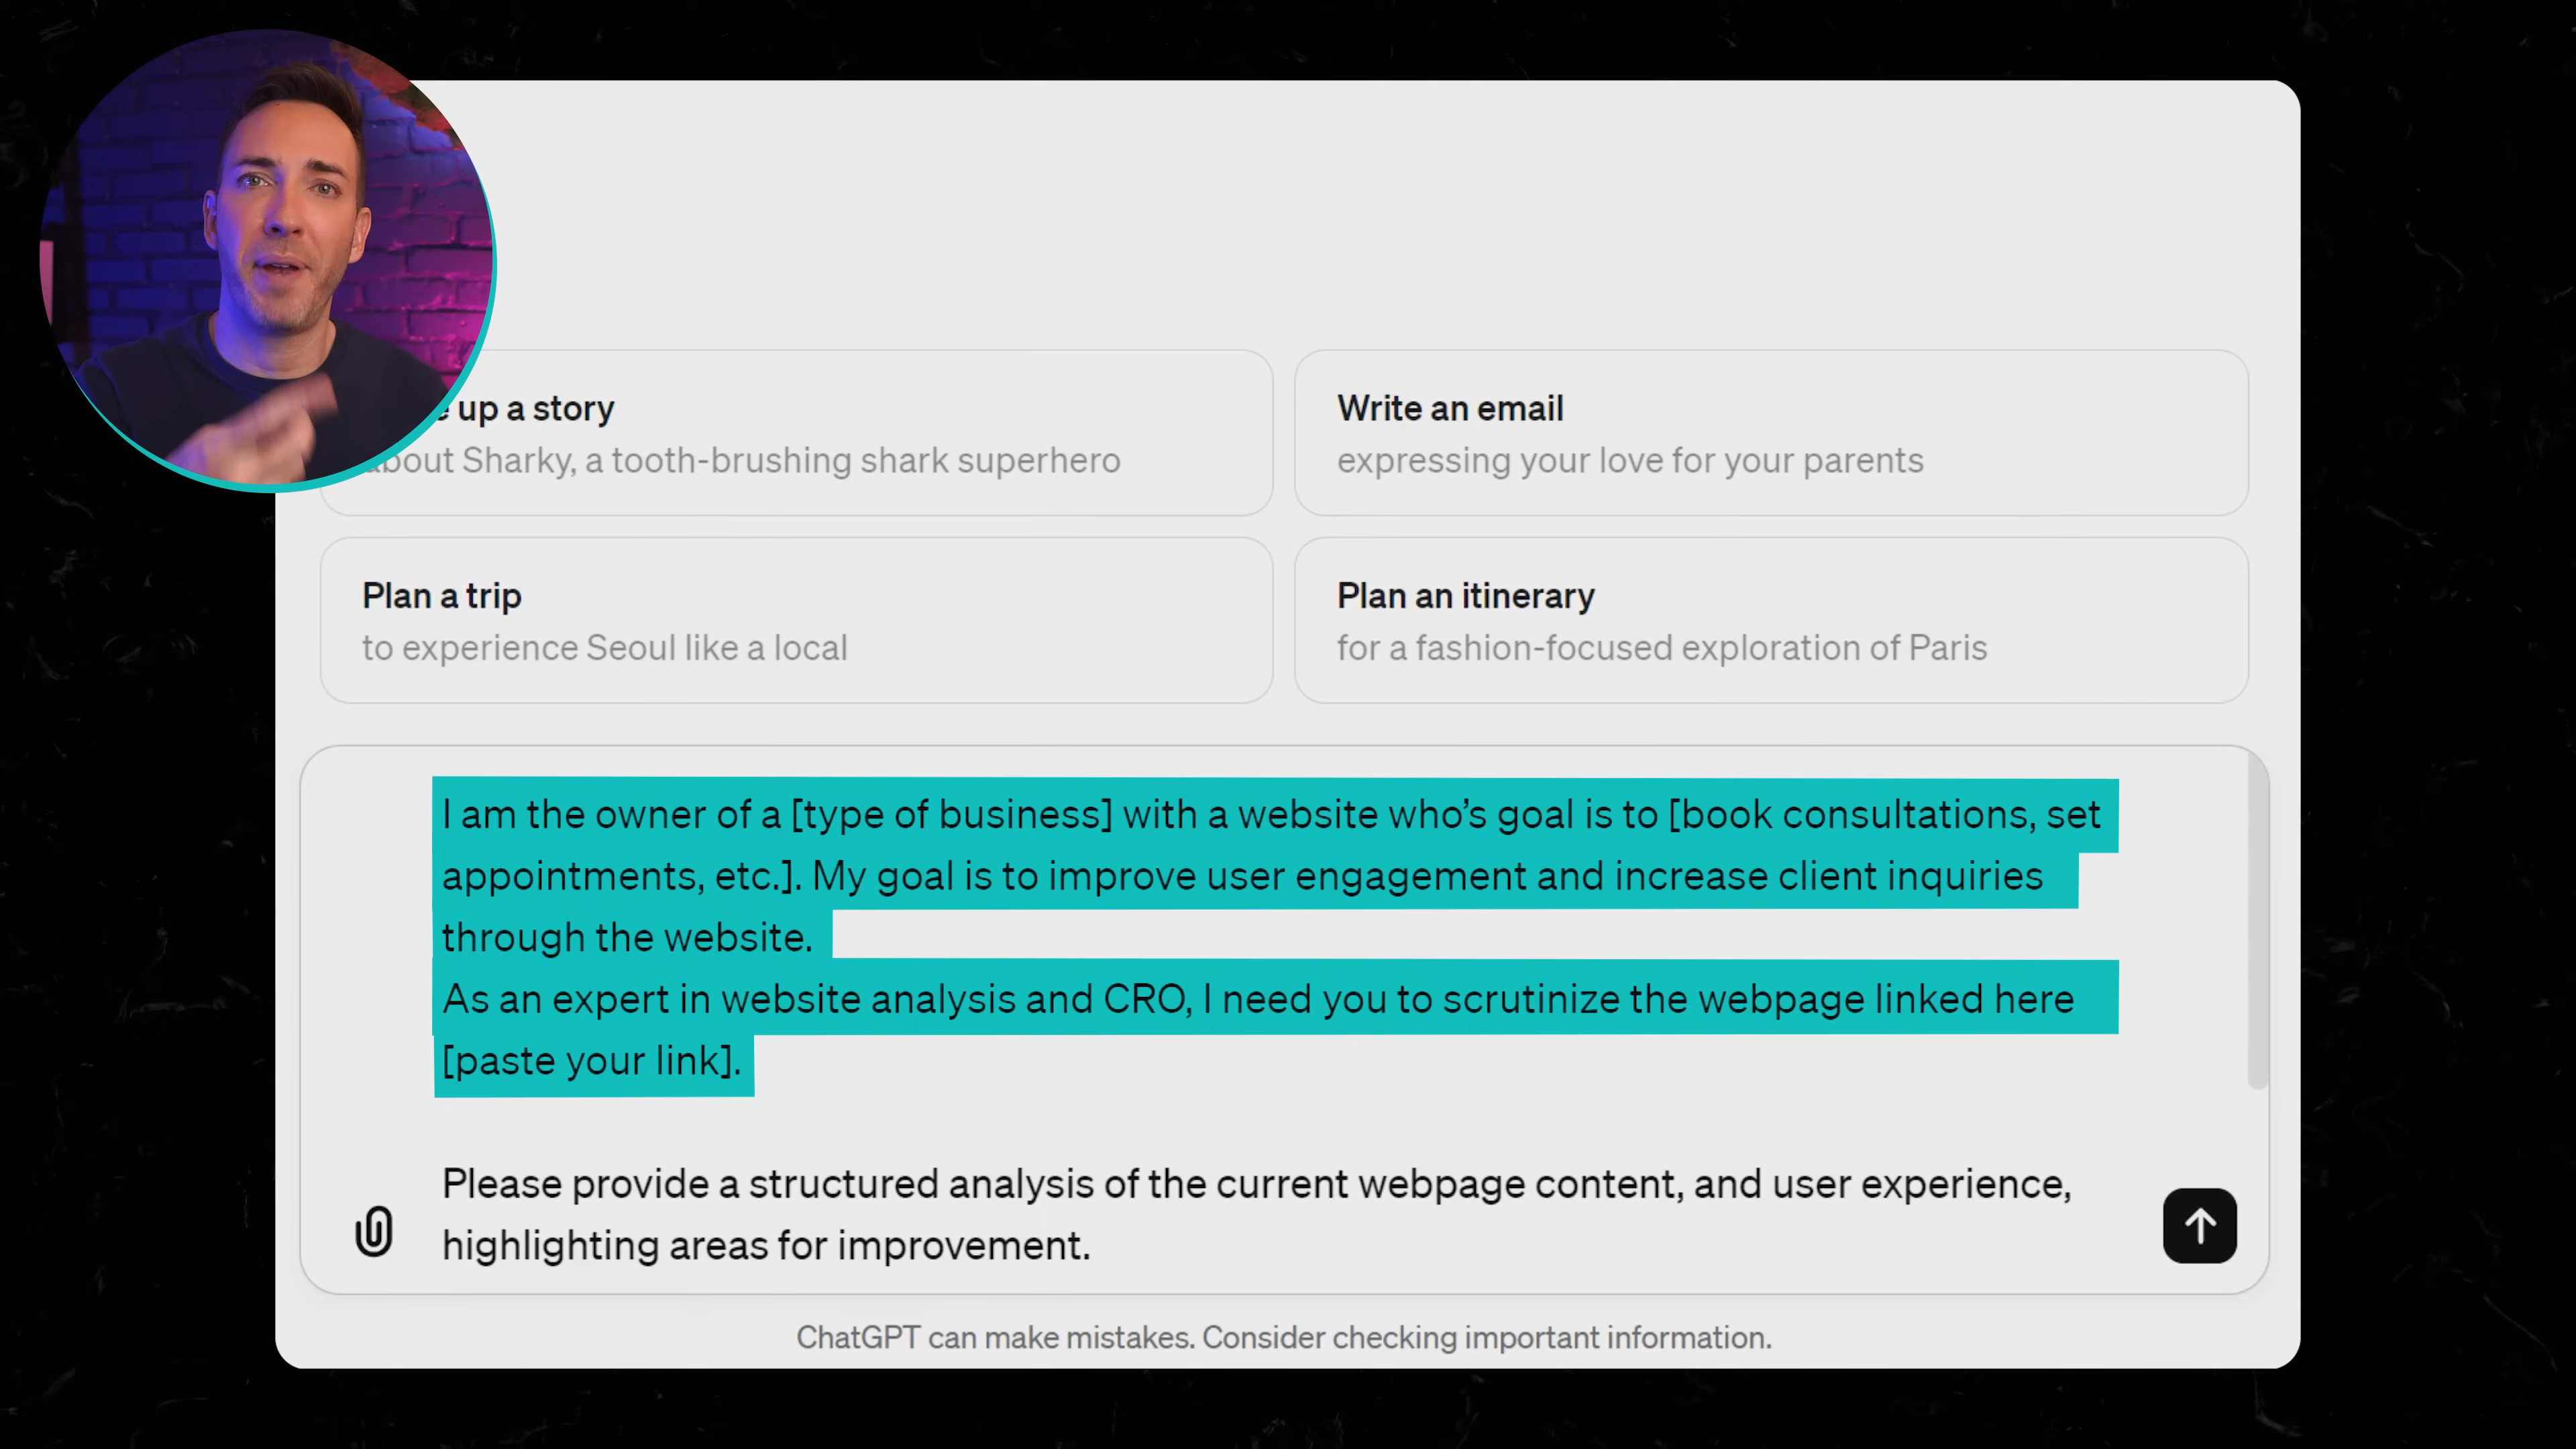 up a story
about Sharky, a tooth-brushing shark superhero
Write an email
expressing your love for your parents
Plan a trip
to experience Seoul like a local
Plan an itinerary
for a fashion-focused exploration of Paris
I am the owner of a [type of business] with a website who’s goal is to [book consultations, set
appointments, etc.]. My goal is to improve user engagement and increase client inquiries
through the website.
As an expert in website analysis and CRO, I need you to scrutinize the webpage linked here
[paste your link].
Please provide a structured analysis of the current webpage content, and user experience,
highlighting areas for improvement.
ChatGPT can make mistakes. Consider checking important information.